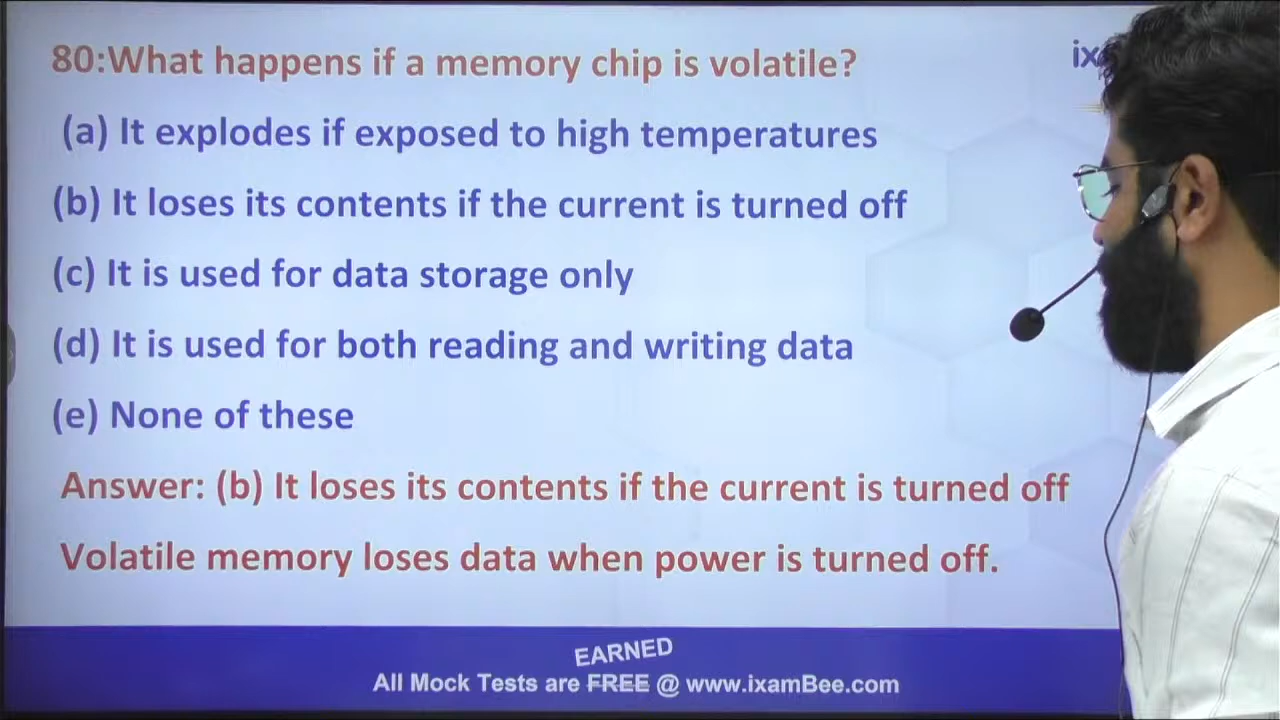 80:What happens if a memory chip is volatile?
ix
(a) It explodes if exposed to high temperatures
(b) It loses its contents if the current is turned off
(c) It is used for data storage only
(d) It is used for both reading and writing data
(e) None of these
Answer: (b) It loses its contents if the current is turned off
Volatile memory loses data when power is turned off.
EARNED
All Mock Tests are FREE @ www.ixamBee.com